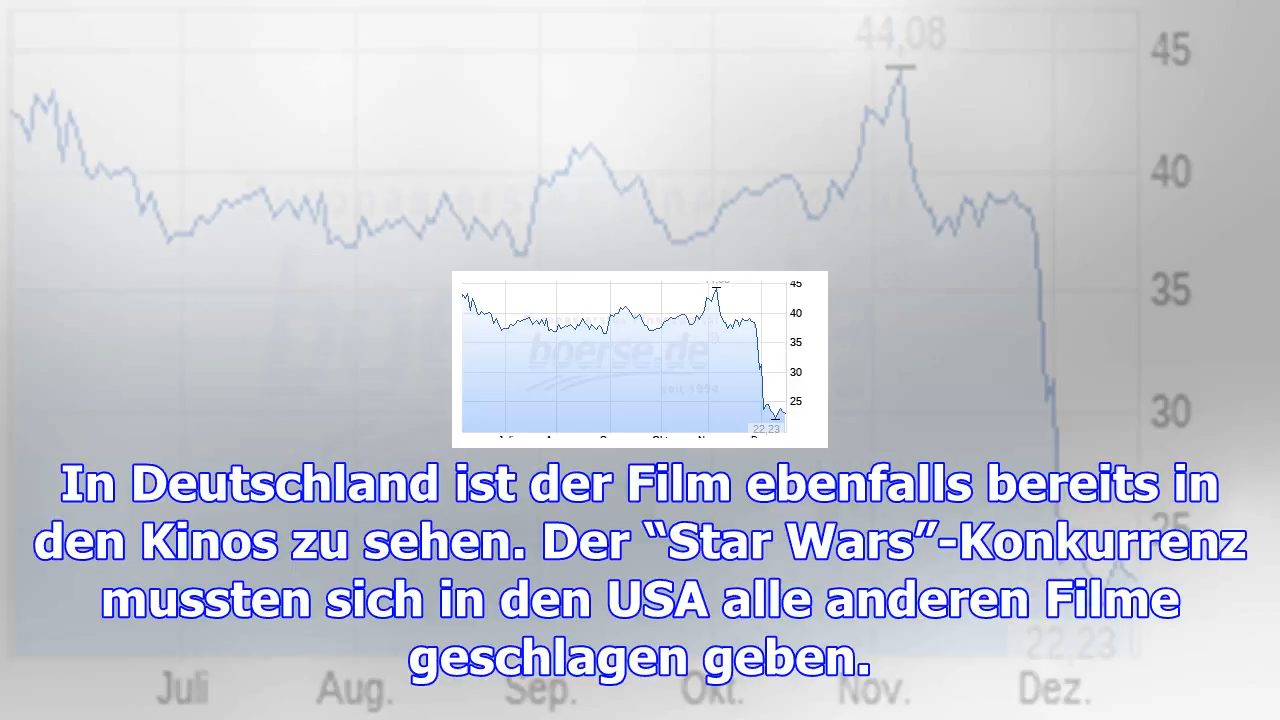 44,08
45
40
35
45
40
35
boerse.de
30
seit 1994
25
22,23
30
25
In Deutschland ist der Film ebenfalls bereits in
den Kinos zu sehen. Der “Star Wars”-Konkurrenz
mussten sich in den USA alle anderen Filme
geschlagen geben.
22,23
Juli Aug. Sep. Okt. Nov. Dez.